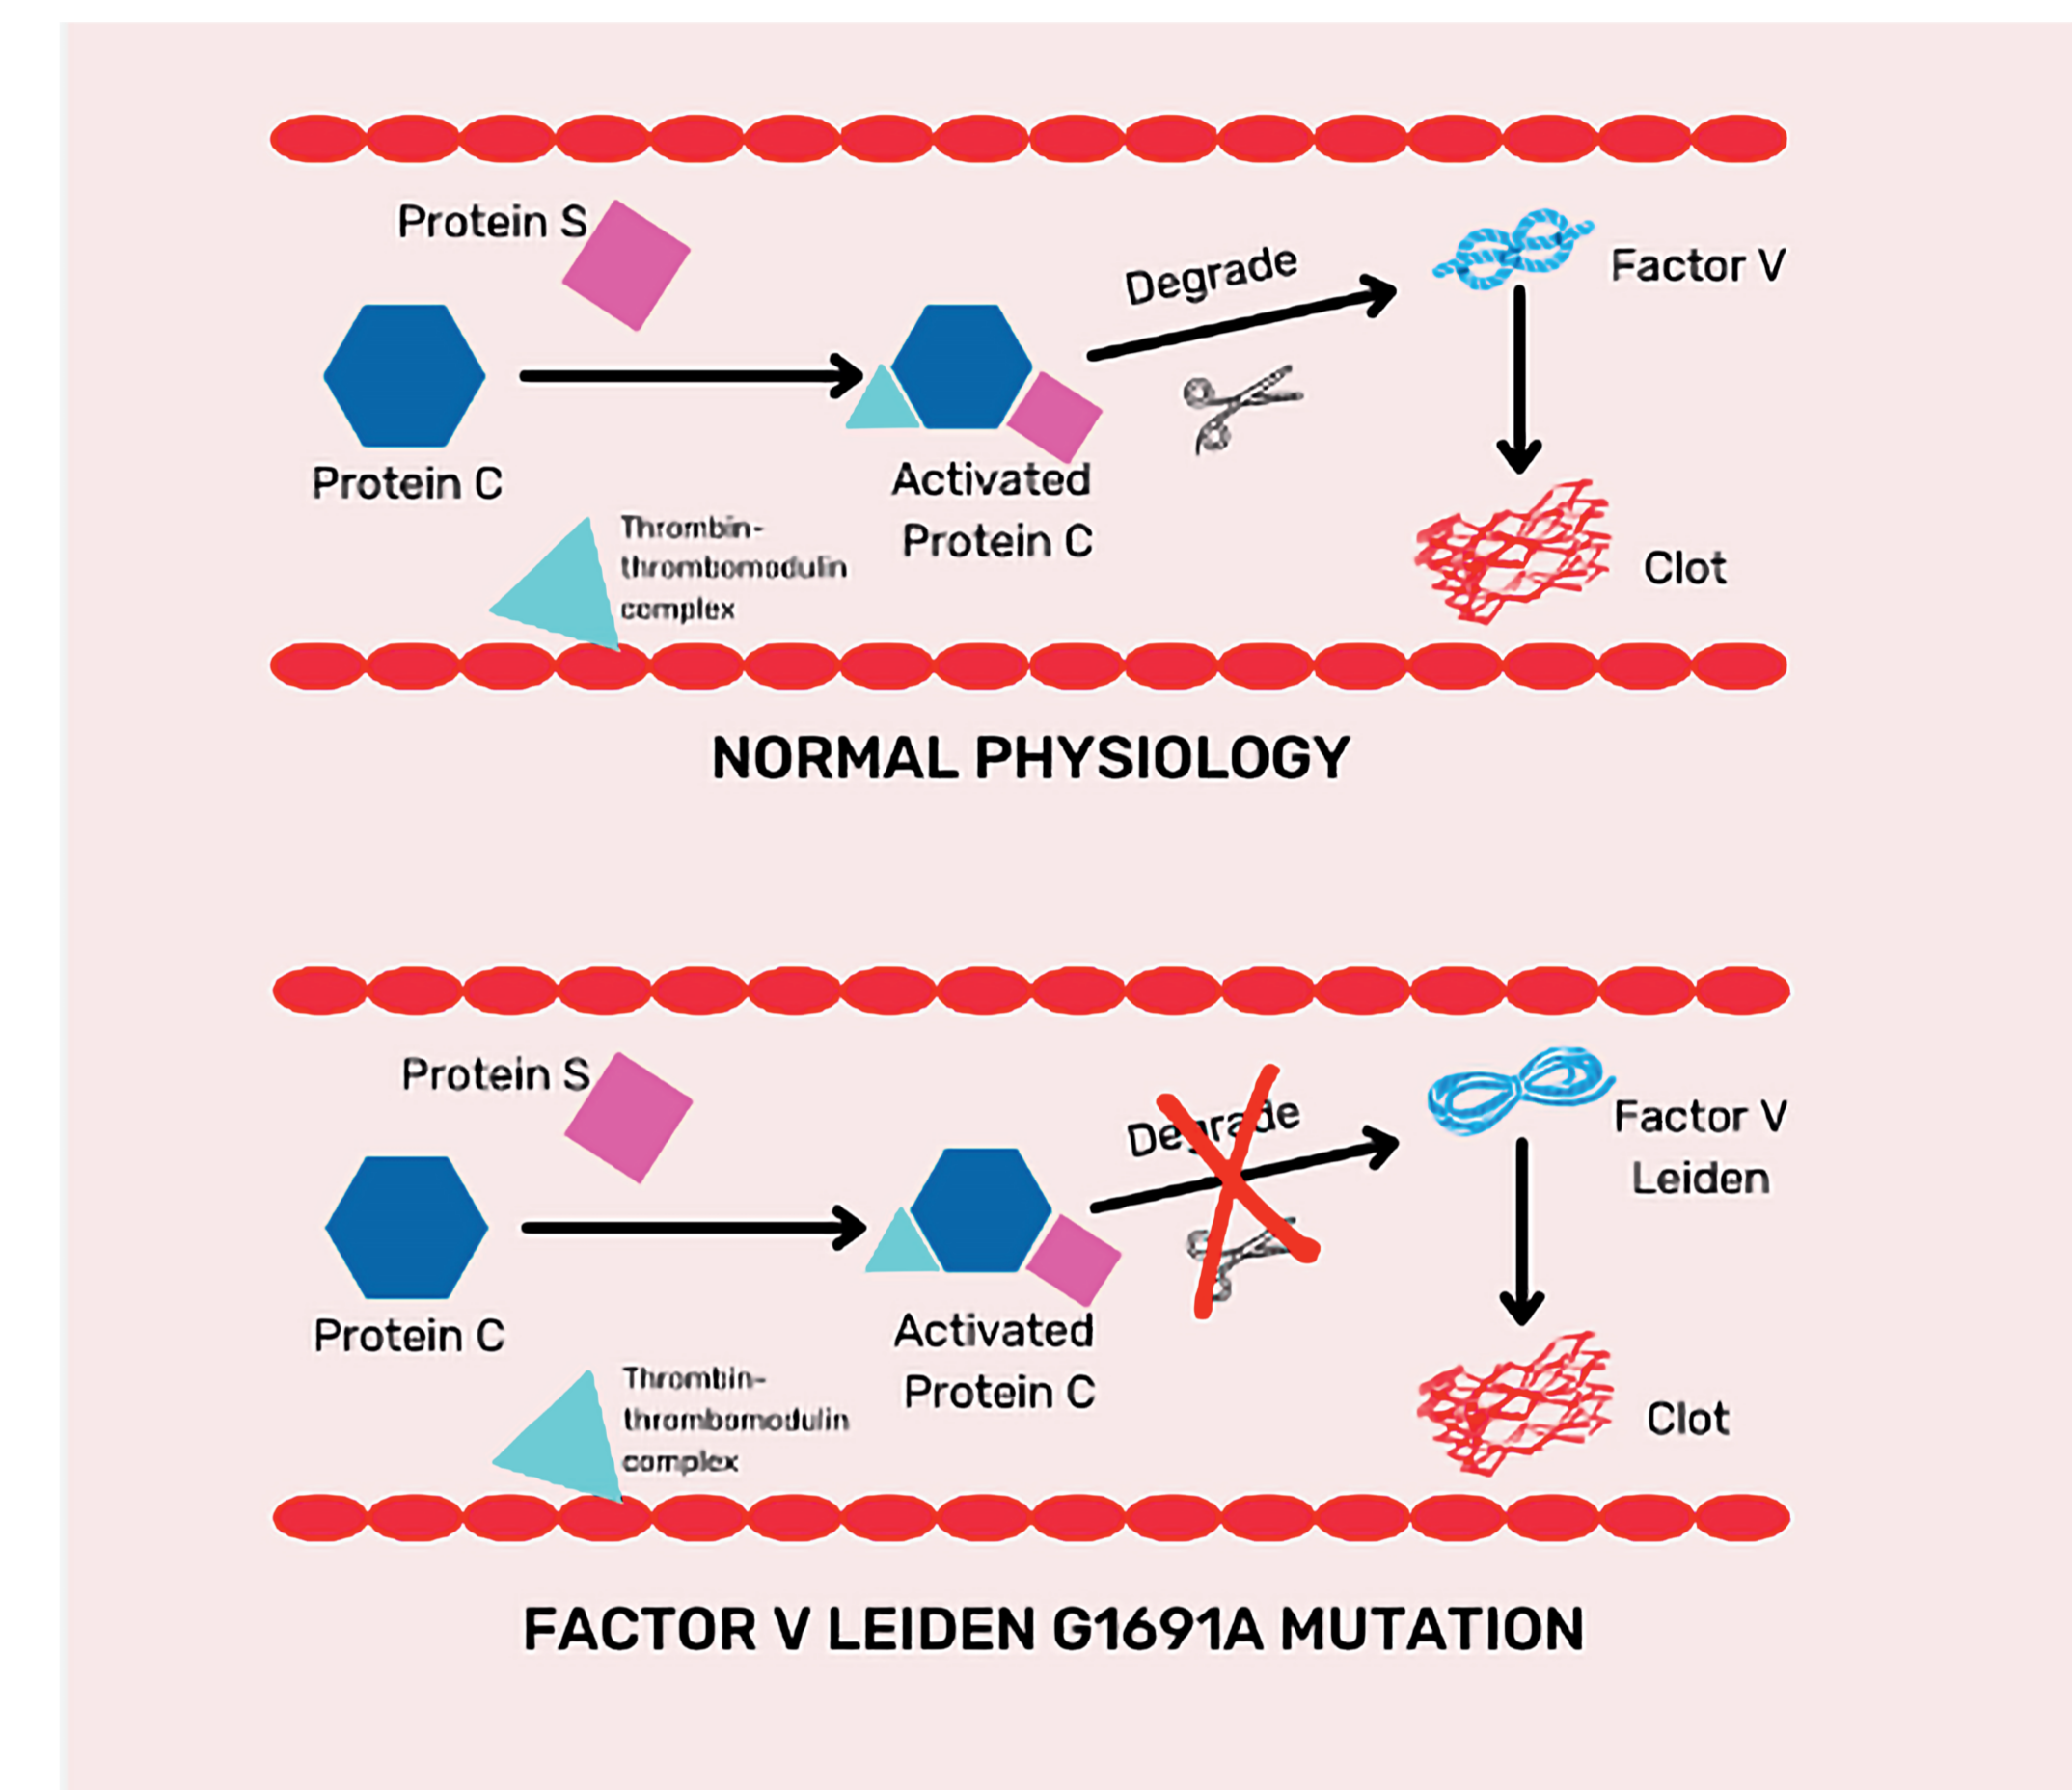 Protein S
Degrade
Factor V
Protein C
Activated
Protein C
Thrombin-
thrombomodulin
complex
Clot
NORMAL PHYSIOLOGY
Protein S
Degrade
Factor V
Leiden
Protein C
Activated
Protein C
Thrombin-
thrombomodulin
complex
Clot
FACTOR V LEIDEN G1691A MUTATION